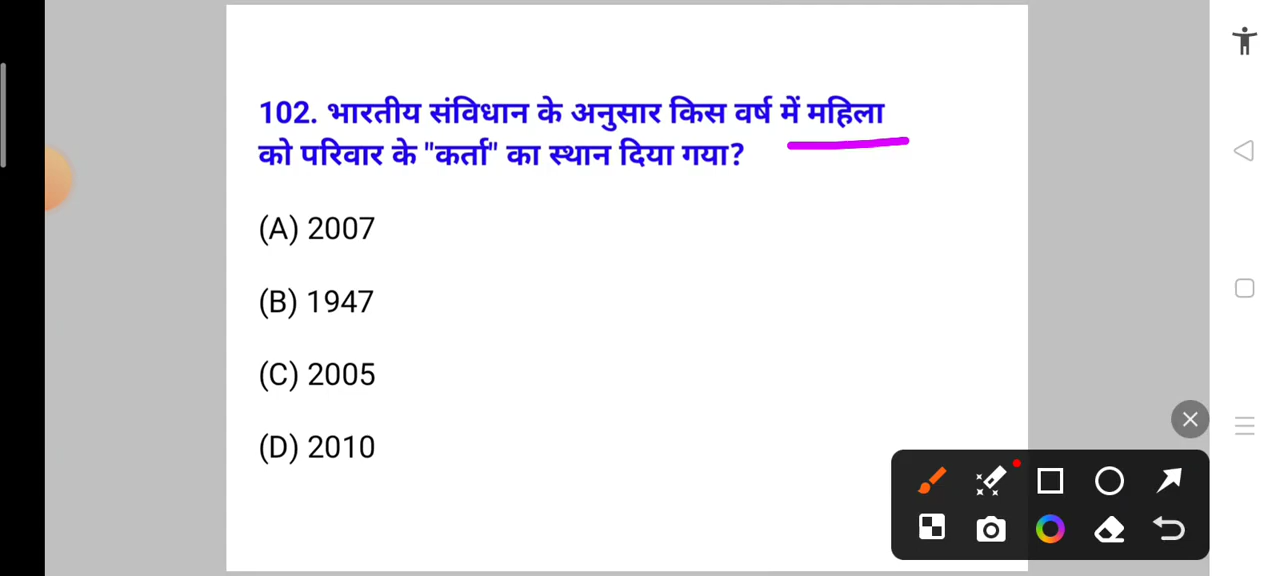 102. भारतीय संविधान के अनुसार किस वर्ष में महिला
को परिवार के "कर्ता" का स्थान दिया गया?
(A) 2007
(B) 1947
(C) 2005
(D) 2010